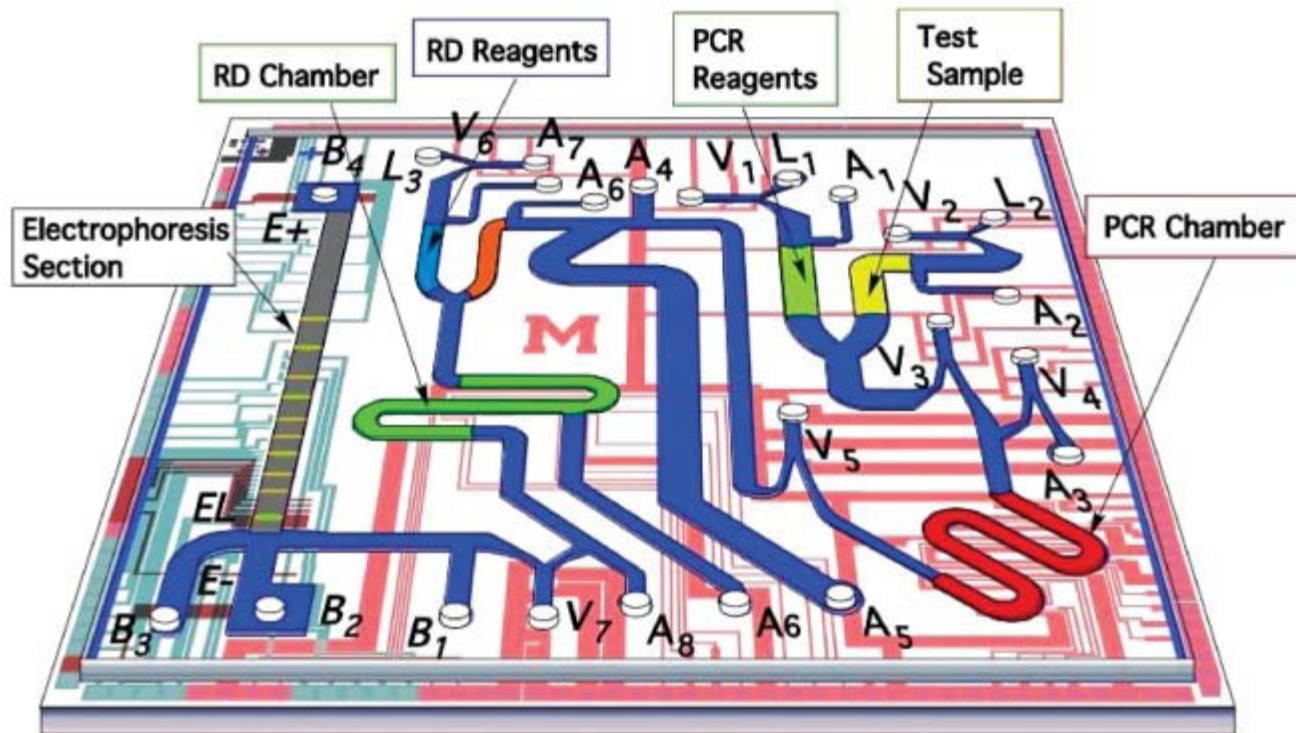 RD Reagents
PCR
Reagents
Test
Sample
RD Chamber
PCR Chamber
Electrophoresis
Section
B4
L3
V6
A7
A6
A4
V1
L1
A1
V2
L2
E+
A2
V3
V4
V5
A3
M
EL
E-
B3
B2
B1
V7
A8
A6
A5